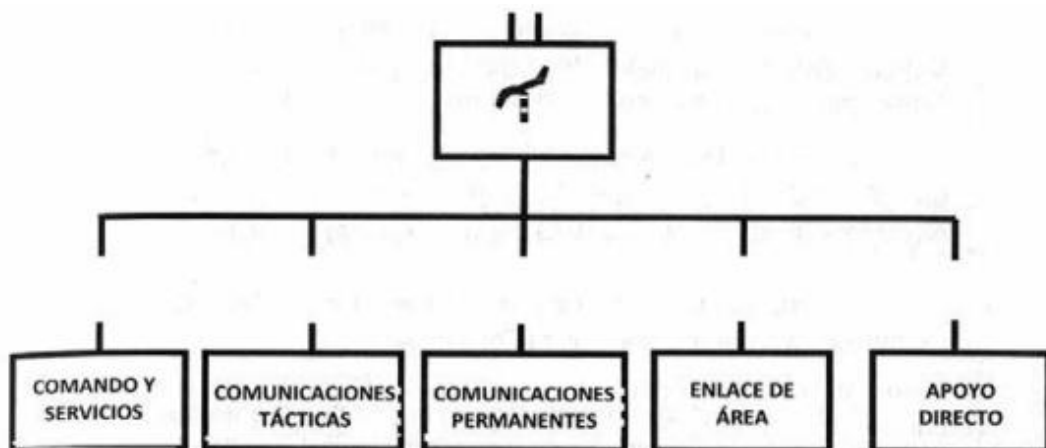 COMANDO Y
SERVICIOS
COMUNICACIONES
TÁCTICAS
COMUNICACIONES
PERMANENTES
ENLACE DE
ÁREA
APOYO
DIRECTO